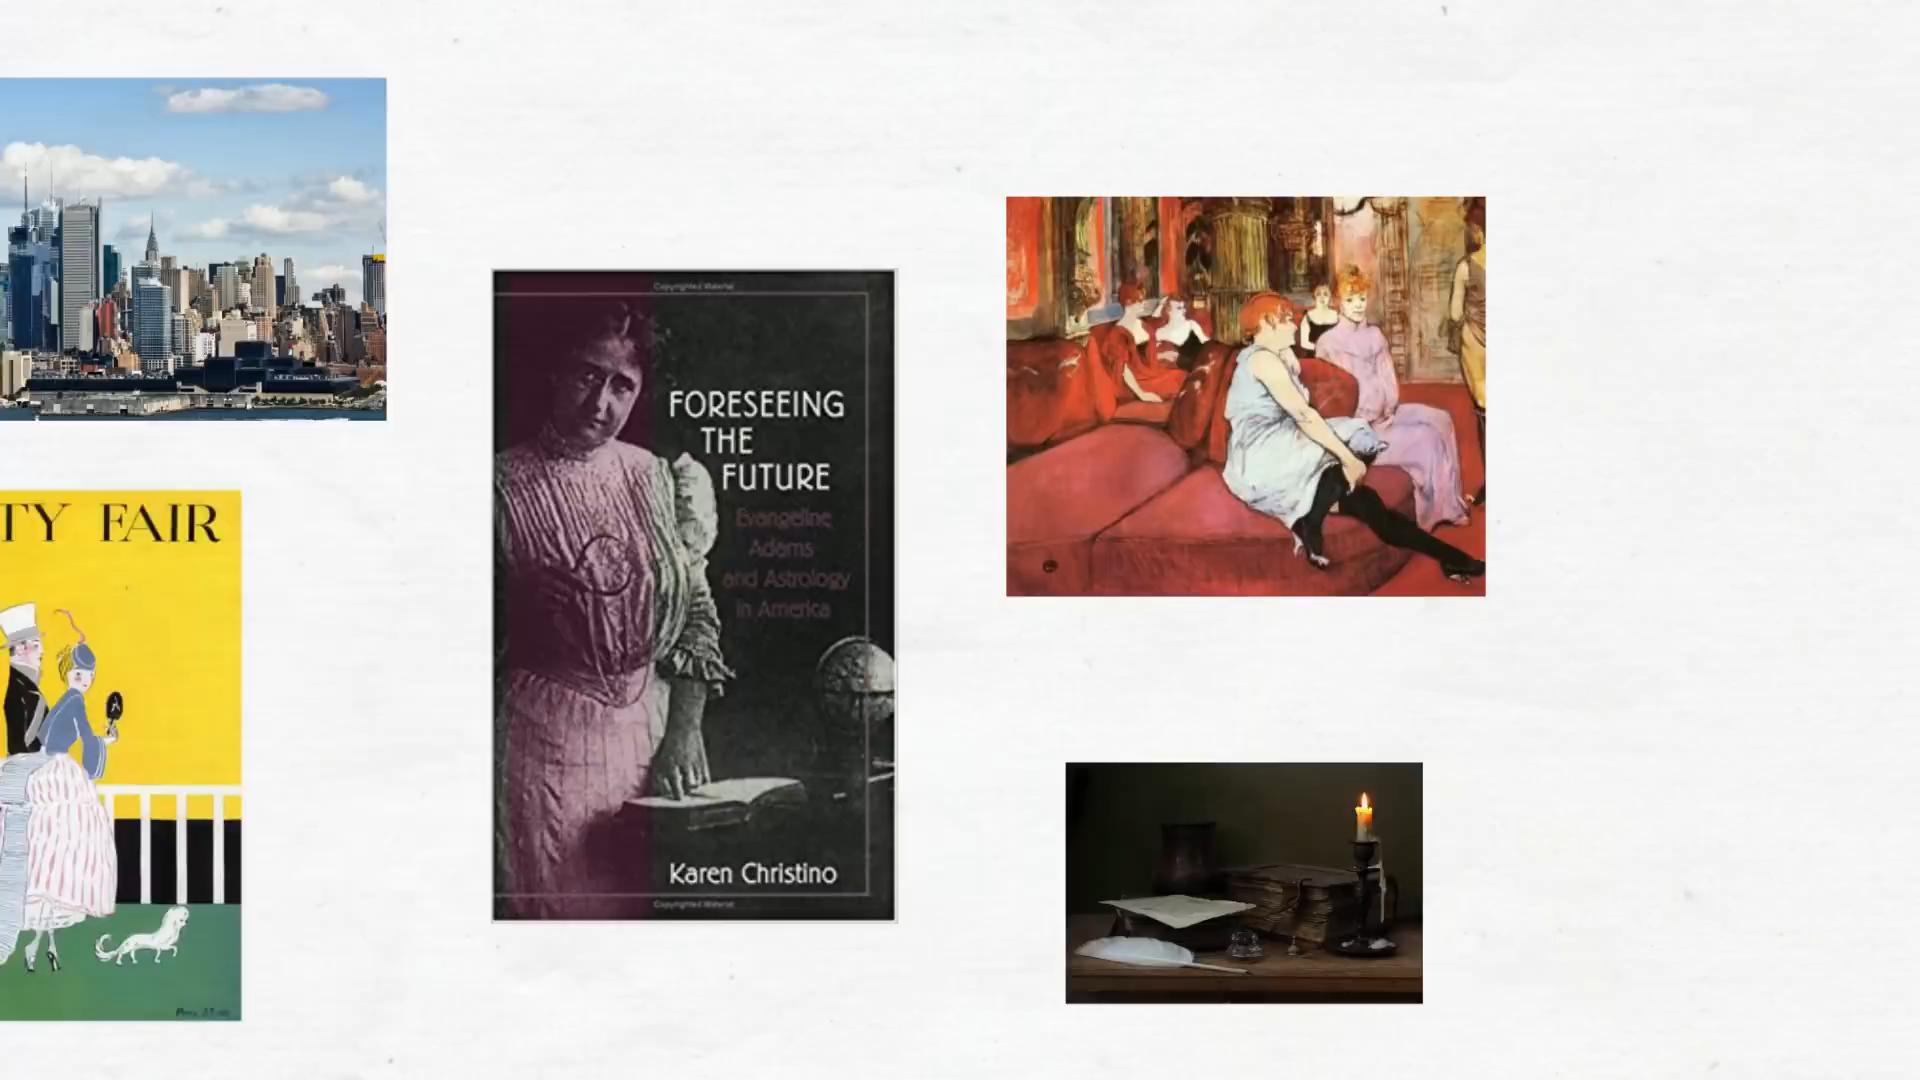 TY FAIR
Copyrighted Material
FORESEEING
THE
FUTURE
Evangeline
Adams
and Astrology
in America
Karen Christino
Copyrighted Material